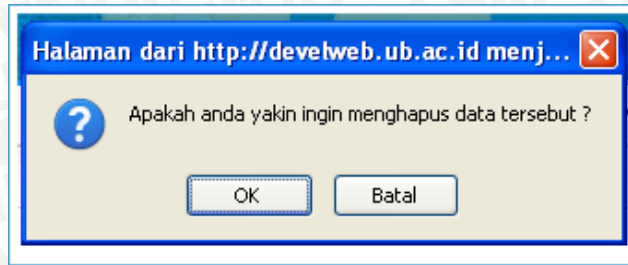 Halaman dari http://develweb.ub.ac.id menj...
Apakah anda yakin ingin menghapus data tersebut ?
OK
Batal